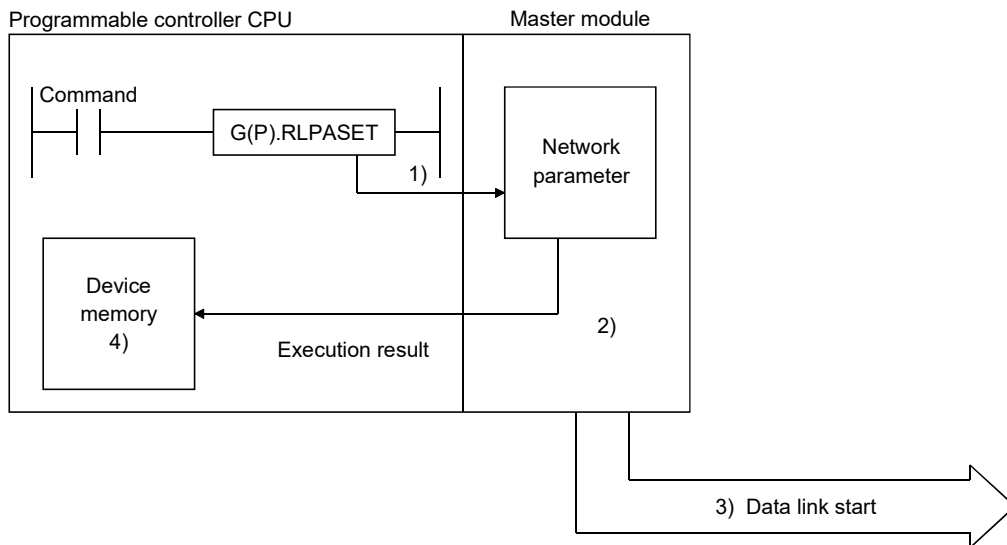 Programmable controller CPU
Master module
Command
G(P).RLPASET
1)
Network
parameter
Device
memory
4)
Execution result
2)
3) Data link start